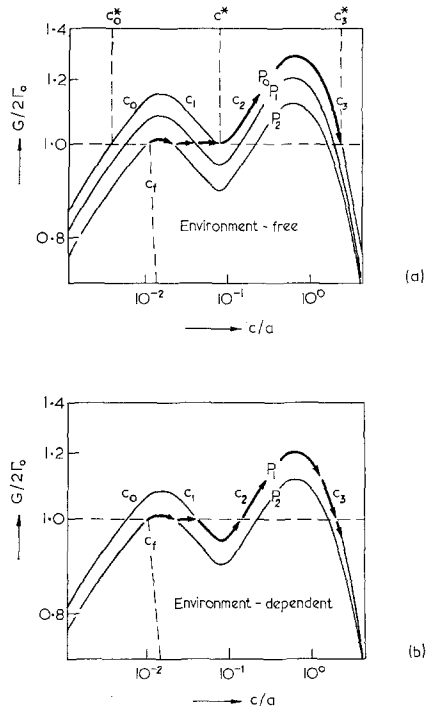 c₀* c* c₃*
1·4
1·2
1·0
0·8
G/2Γ₀
c₀ c₁ c₂ P₀ P₁ P₂ c₃
c_f
Environment - free
(a)
10⁻² 10⁻¹ 10⁰
c/a
1·4
1·2
1·0
0·8
G/2Γ₀
c₀ c₁ c₂ P₁ P₂ c₃
c_f
Environment - dependent
(b)
10⁻² 10⁻¹ 10⁰
c/a